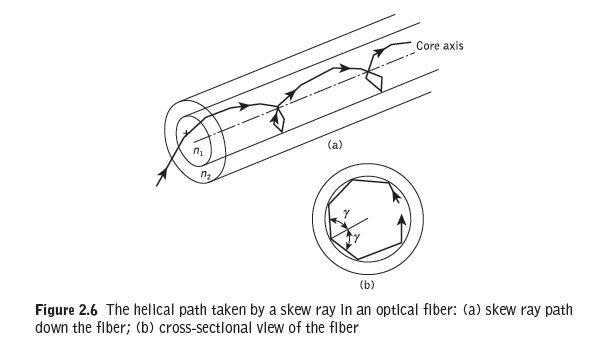 Core axis
n1
n2
(a)
γ
γ
(b)
Figure 2.6 The helical path taken by a skew ray in an optical fiber: (a) skew ray path
down the fiber; (b) cross-sectional view of the fiber